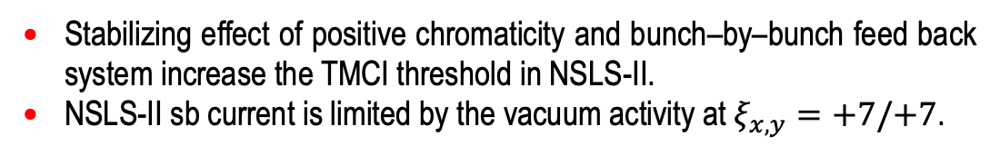 • Stabilizing effect of positive chromaticity and bunch–by–bunch feed back
system increase the TMCI threshold in NSLS-II.
• NSLS-II sb current is limited by the vacuum activity at ξx,y = +7/+7.